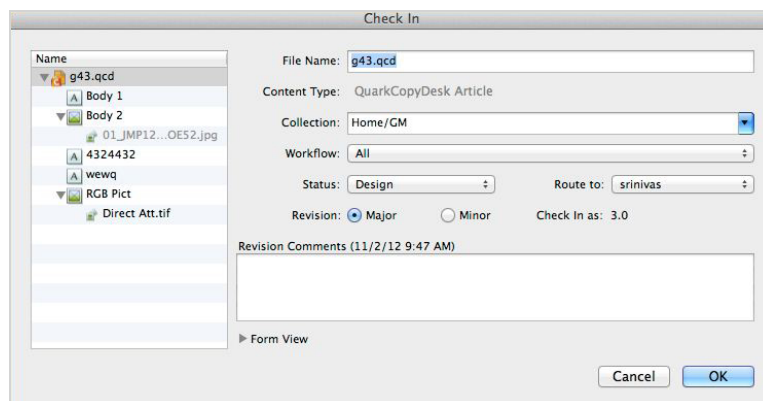 Check In
Name
g43.qcd
Body 1
Body 2
01_JMP12...OE52.jpg
4324432
wewq
RGB Pict
Direct Att.tif
File Name: g43.qcd
Content Type: QuarkCopyDesk Article
Collection: Home/GM
Workflow: All
Status: Design Route to: srinivas
Revision: Major Minor Check In as: 3.0
Revision Comments (11/2/12 9:47 AM)
Form View
Cancel OK